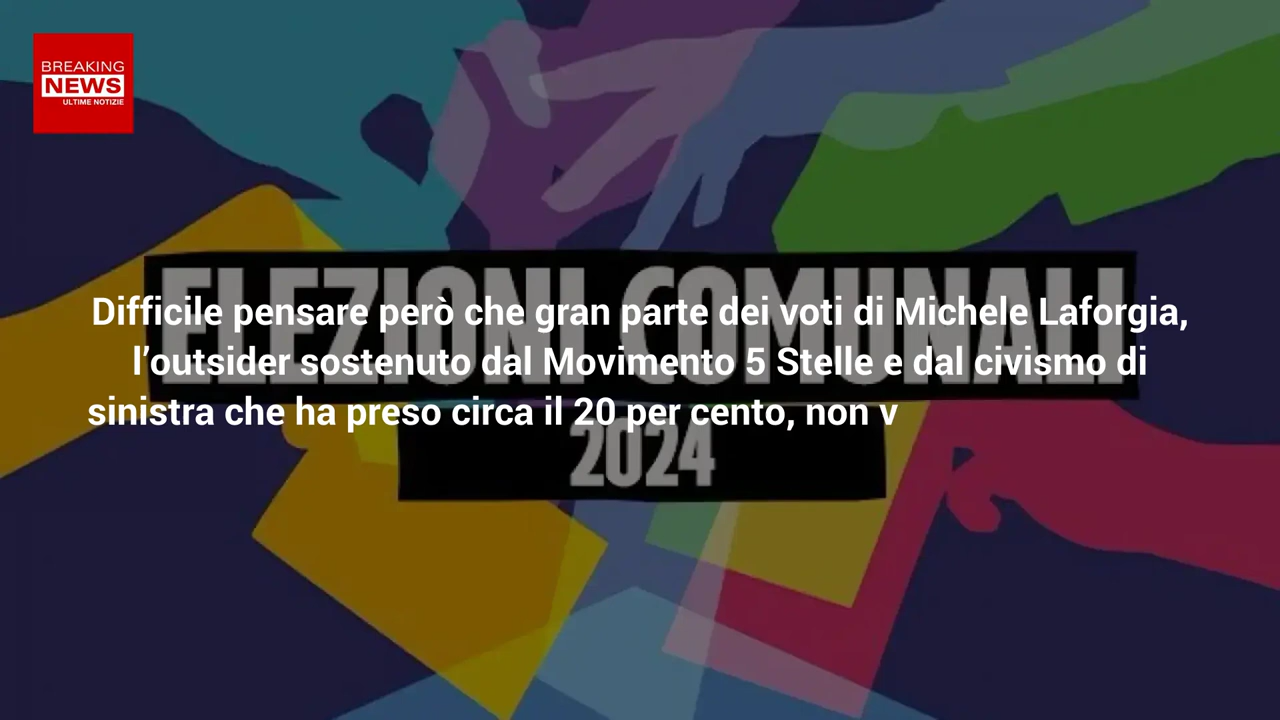 BREAKING
NEWS
ULTIME NOTIZIE
ELEZIONI COMUNALI
2024
Difficile pensare però che gran parte dei voti di Michele Laforgia,
l’outsider sostenuto dal Movimento 5 Stelle e dal civismo di
sinistra che ha preso circa il 20 per cento, non v